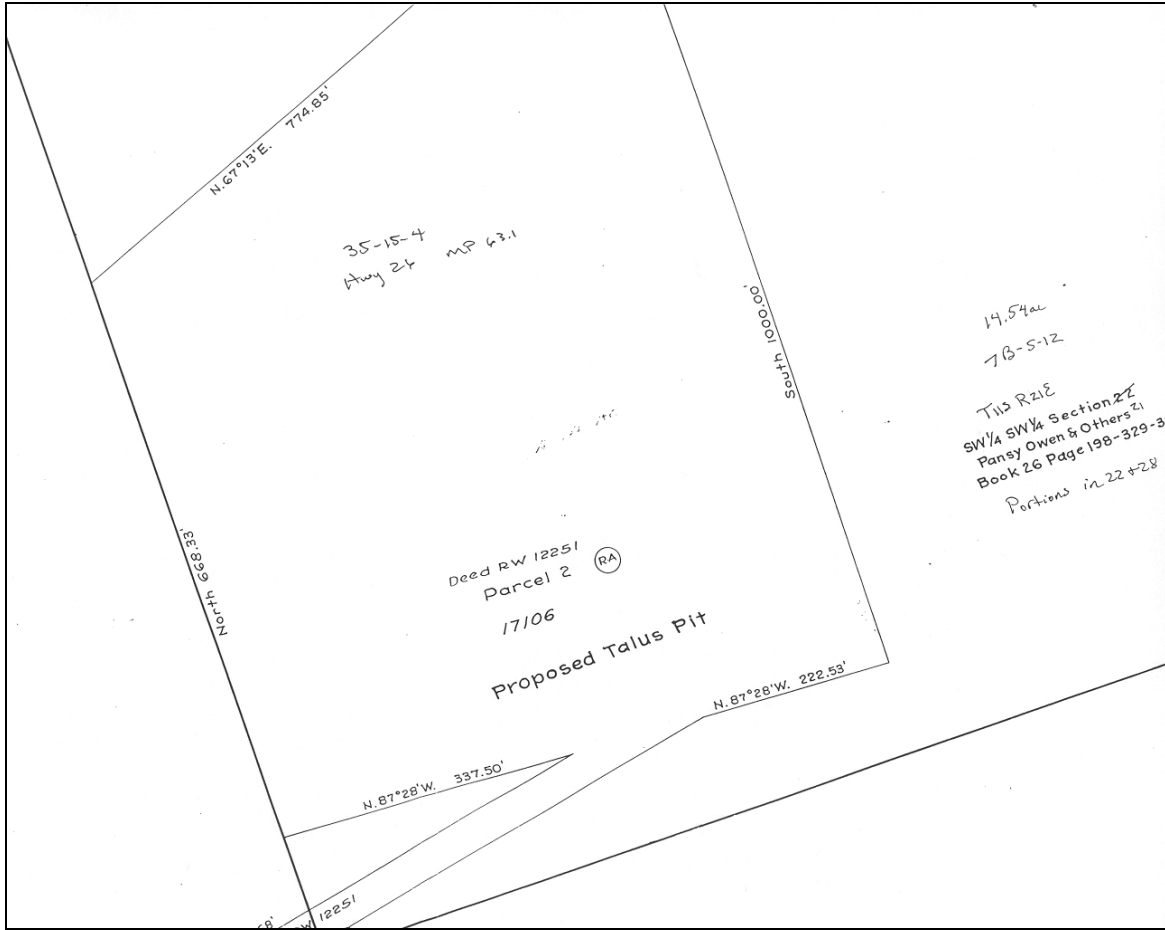 N. 67°13'E. 774.85'
35-15-4
Hwy 26 MP 63.1
South 1000.00'
14.54ac
7B-5-12
T11S R21E
SW¼ SW¼ Section 22
21
Pansy Owen & Others
Book 26 Page 198-329-3
Portions in 22 + 28
North 668.33'
Deed RW 12251
RA
Parcel 2
17106
Proposed Talus Pit
N. 87°28'W. 222.53'
N. 87°28'W. 337.50'
68'
W 12251